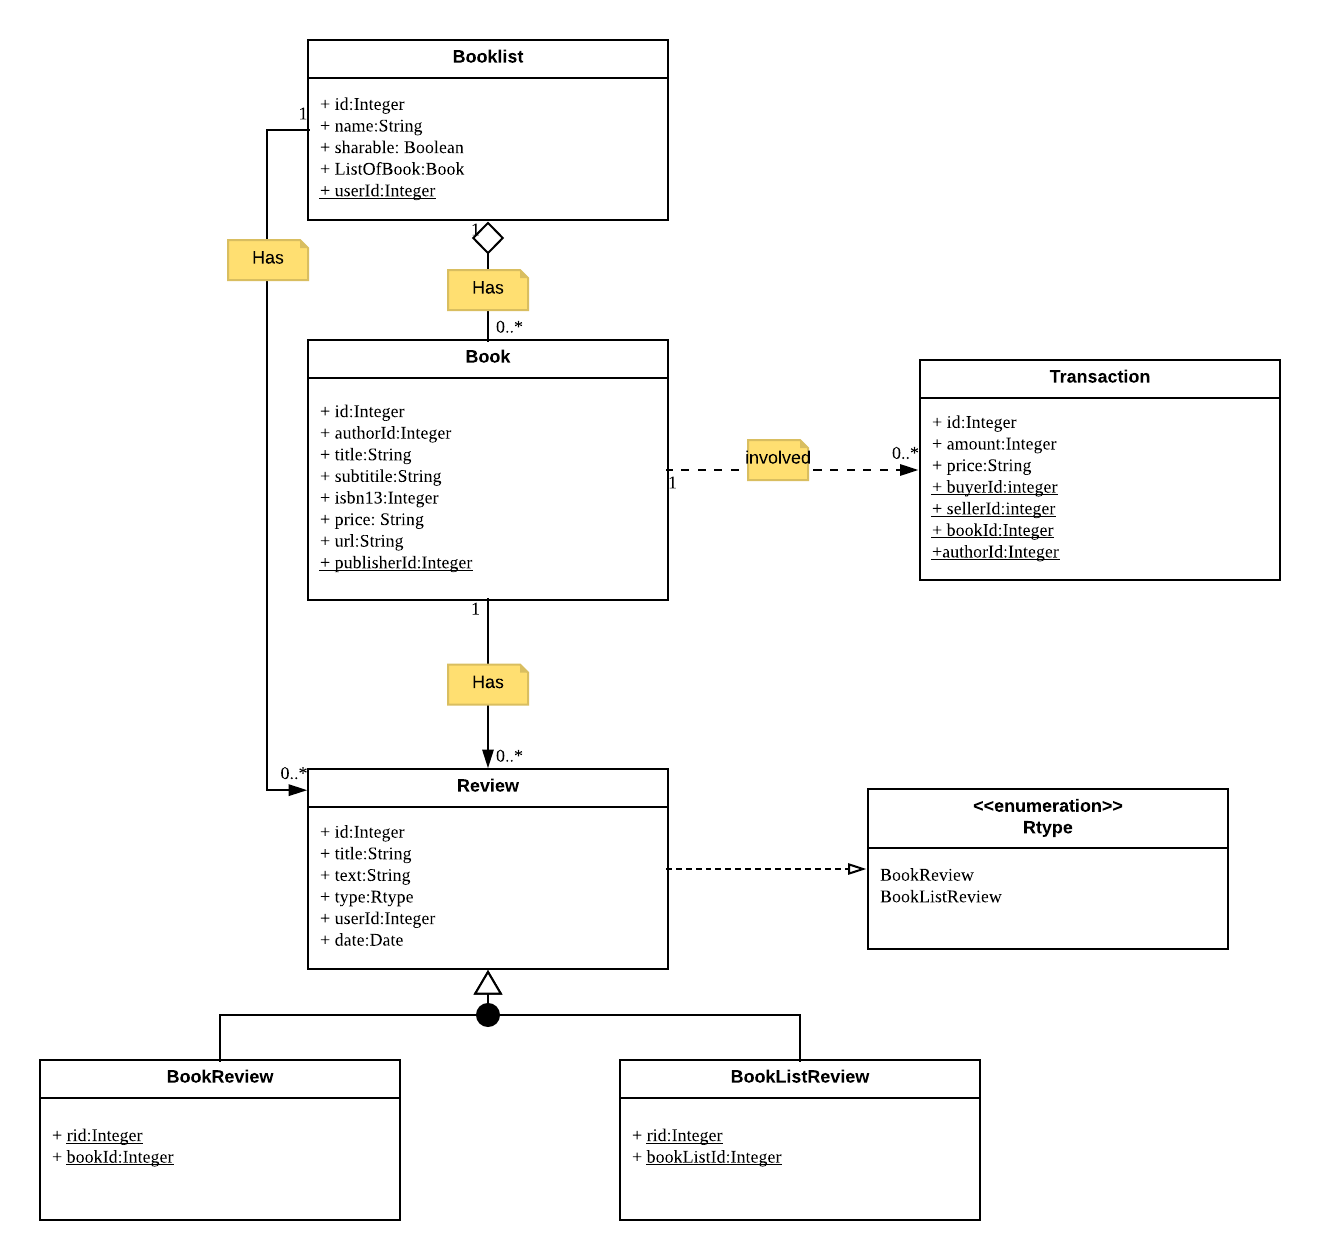 Booklist
+ id:Integer
+ name:String
+ sharable: Boolean
+ ListOfBook:Book
+ userId:Integer
1
1
Has
Has
0..*
Book
+ id:Integer
+ authorId:Integer
+ title:String
+ subtitile:String
+ isbn13:Integer
+ price: String
+ url:String
+ publisherId:Integer
1
involved
0..*
Transaction
+ id:Integer
+ amount:Integer
+ price:String
+ buyerId:integer
+ sellerId:integer
+ bookId:Integer
+authorId:Integer
1
Has
0..*
0..*
Review
+ id:Integer
+ title:String
+ text:String
+ type:Rtype
+ userId:Integer
+ date:Date
<<enumeration>>
Rtype
BookReview
BookListReview
BookReview
+ rid:Integer
+ bookId:Integer
BookListReview
+ rid:Integer
+ bookListId:Integer